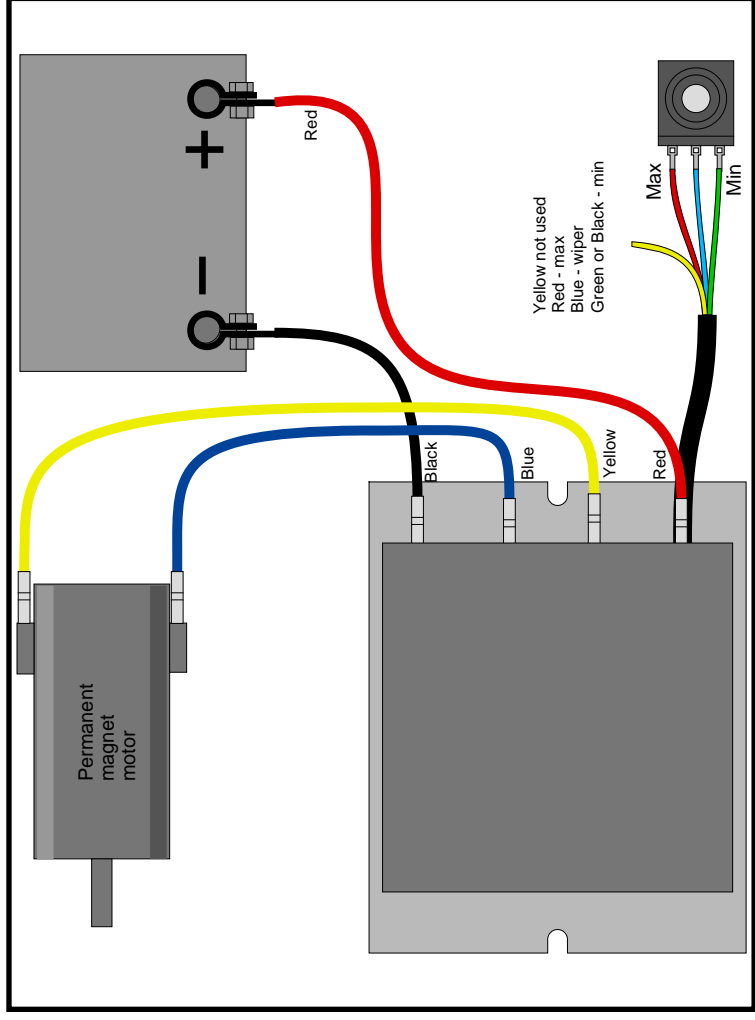 +
−
Red
Max
Min
Yellow not used
Red - max
Blue - wiper
Green or Black - min
Black
Blue
Yellow
Red
Permanent
magnet
motor